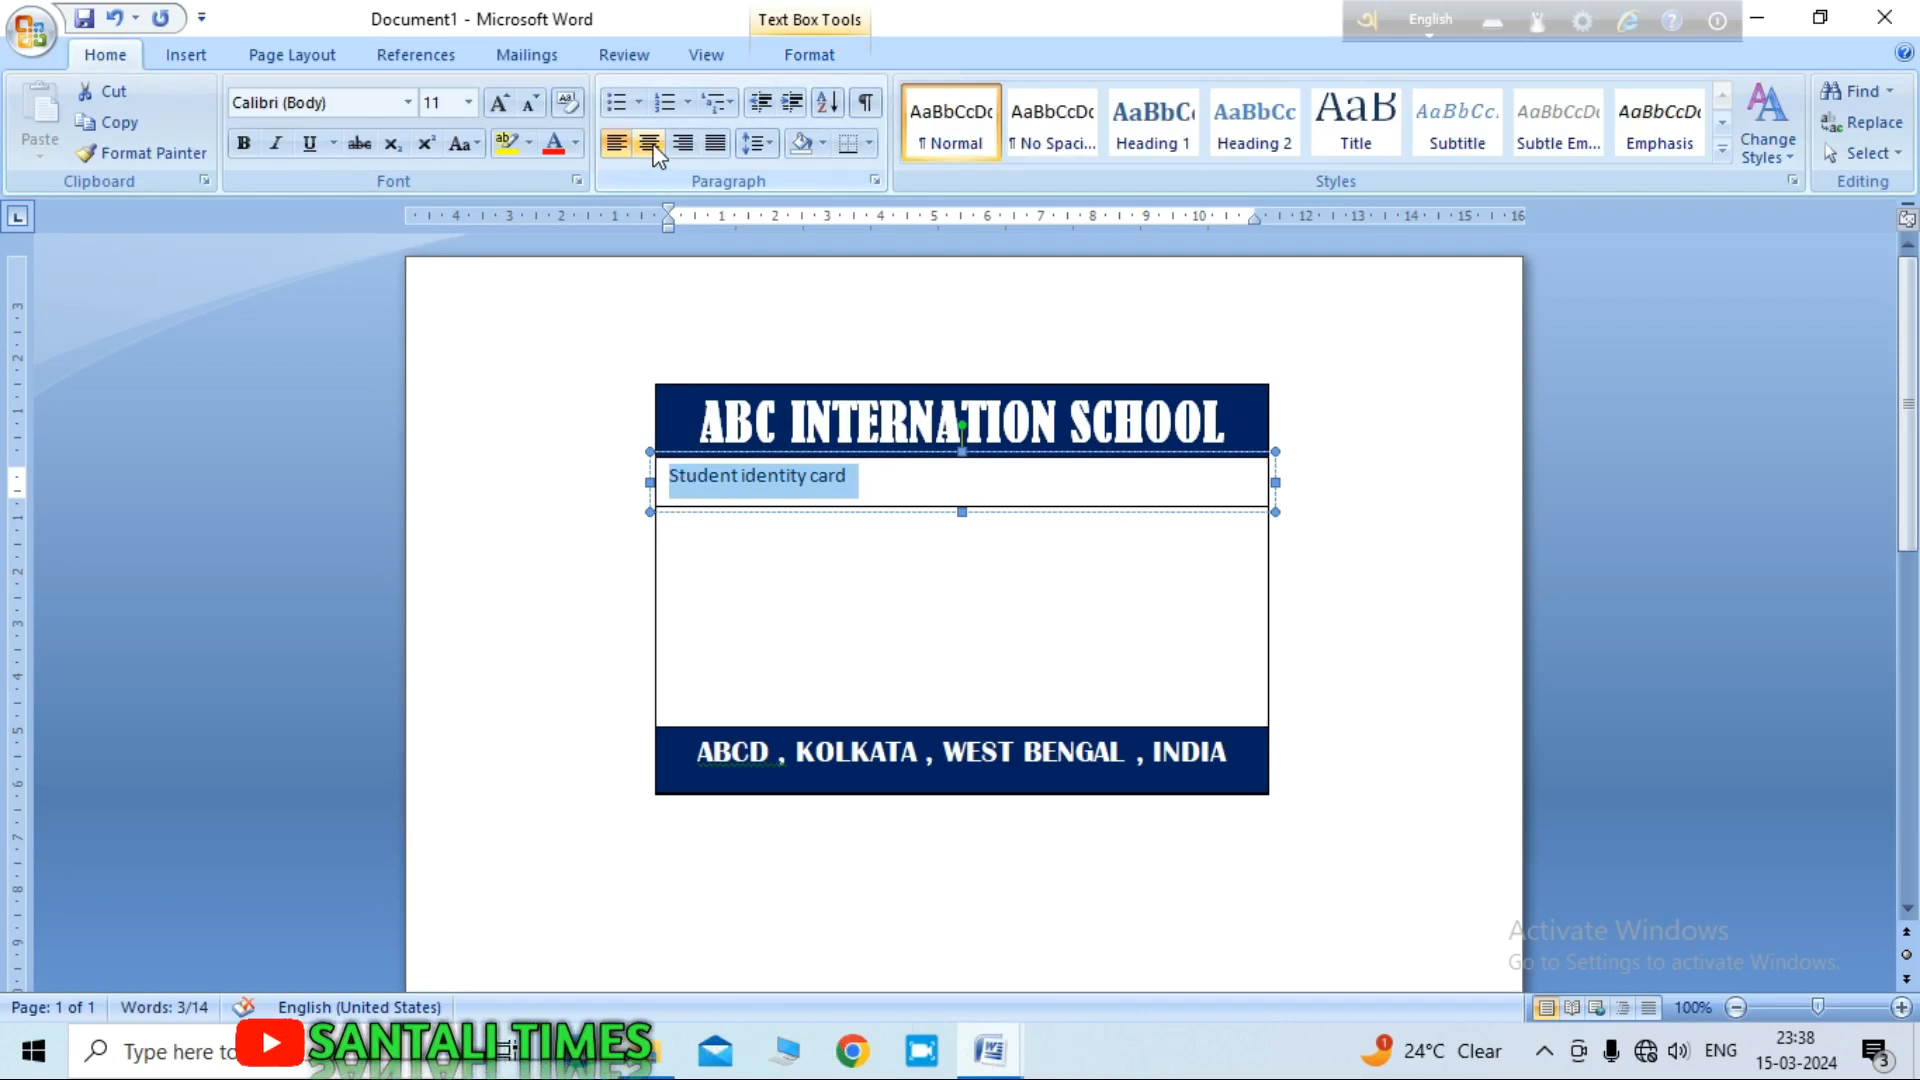 Document1 - Microsoft Word
Text Box Tools
English
Home
Insert
Page Layout
References
Mailings
Review
View
Format
Paste
Cut
Copy
Format Painter
Clipboard
Calibri (Body)
11
Font
Paragraph
AaBbCcDc
¶ Normal
AaBbCcDc
¶ No Spaci...
AaBbC
Heading 1
AaBbCc
Heading 2
AaB
Title
AaBbCc.
Subtitle
AaBbCcDc
Subtle Em...
AaBbCcDc
Emphasis
Change
Styles
Styles
Find
Replace
Select
Editing
ABC INTERNATION SCHOOL
Student identity card
ABCD , KOLKATA , WEST BENGAL , INDIA
Activate Windows
Go to Settings to activate Windows.
Page: 1 of 1
Words: 3/14
English (United States)
100%
Type here to
SANTALI TIMES
24°C Clear
ENG
23:38
15-03-2024
3